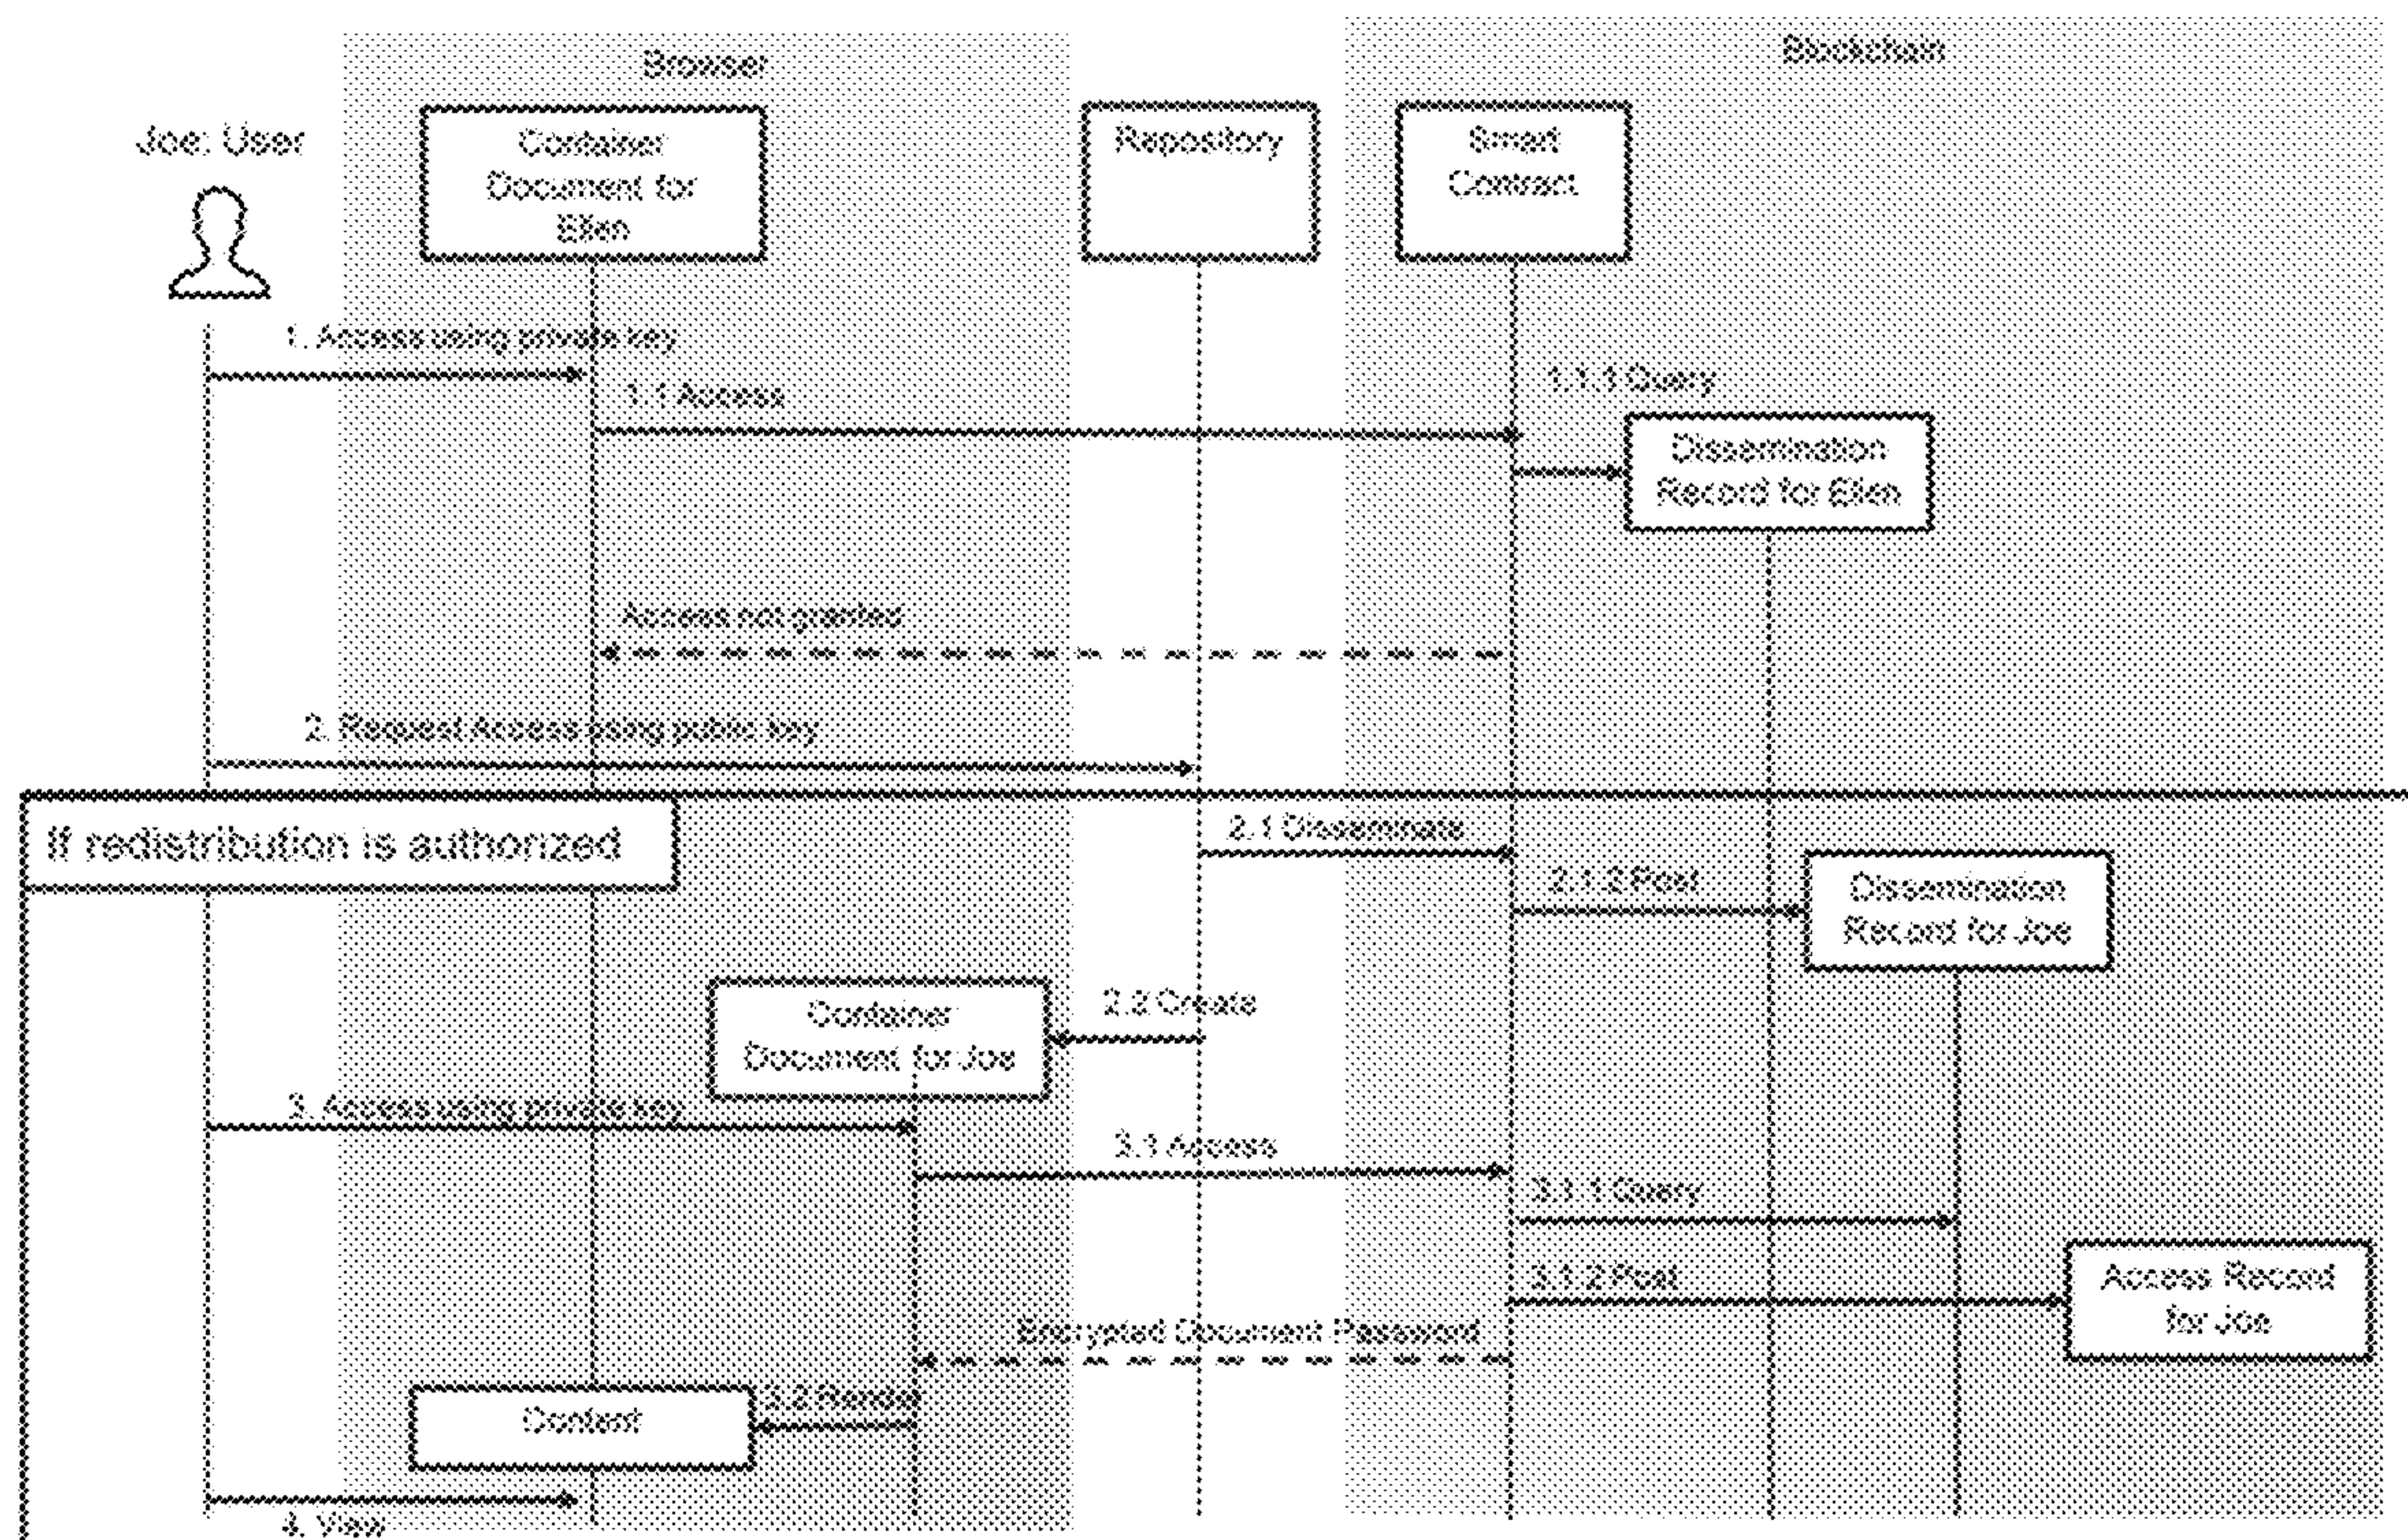 Browser
Blockchain
Joe: User
Container
Document for
Ellen
Repository
Smart
Contract
1. Access using private key
1.1 Access
1.1.1 Query
Dissemination
Record for Ellen
Access not granted
2. Request Access using public key
If redistribution is authorized
2.1 Disseminate
2.1.2 Post
Dissemination
Record for Joe
Container
Document for Joe
2.2 Create
3. Access using private key
3.1 Access
3.1.1 Query
3.1.2 Post
Access Record
for Joe
Encrypted Document Password
3.2 Render
Content
4. View